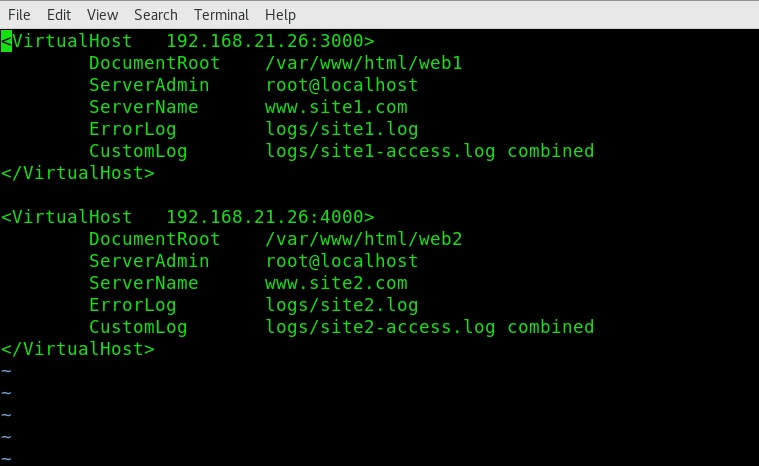 File Edit View Search Terminal Help
<VirtualHost   192.168.21.26:3000>
        DocumentRoot    /var/www/html/web1
        ServerAdmin     root@localhost
        ServerName      www.site1.com
        ErrorLog        logs/site1.log
        CustomLog       logs/site1-access.log combined
</VirtualHost>

<VirtualHost   192.168.21.26:4000>
        DocumentRoot    /var/www/html/web2
        ServerAdmin     root@localhost
        ServerName      www.site2.com
        ErrorLog        logs/site2.log
        CustomLog       logs/site2-access.log combined
</VirtualHost>
~
~
~
~
~